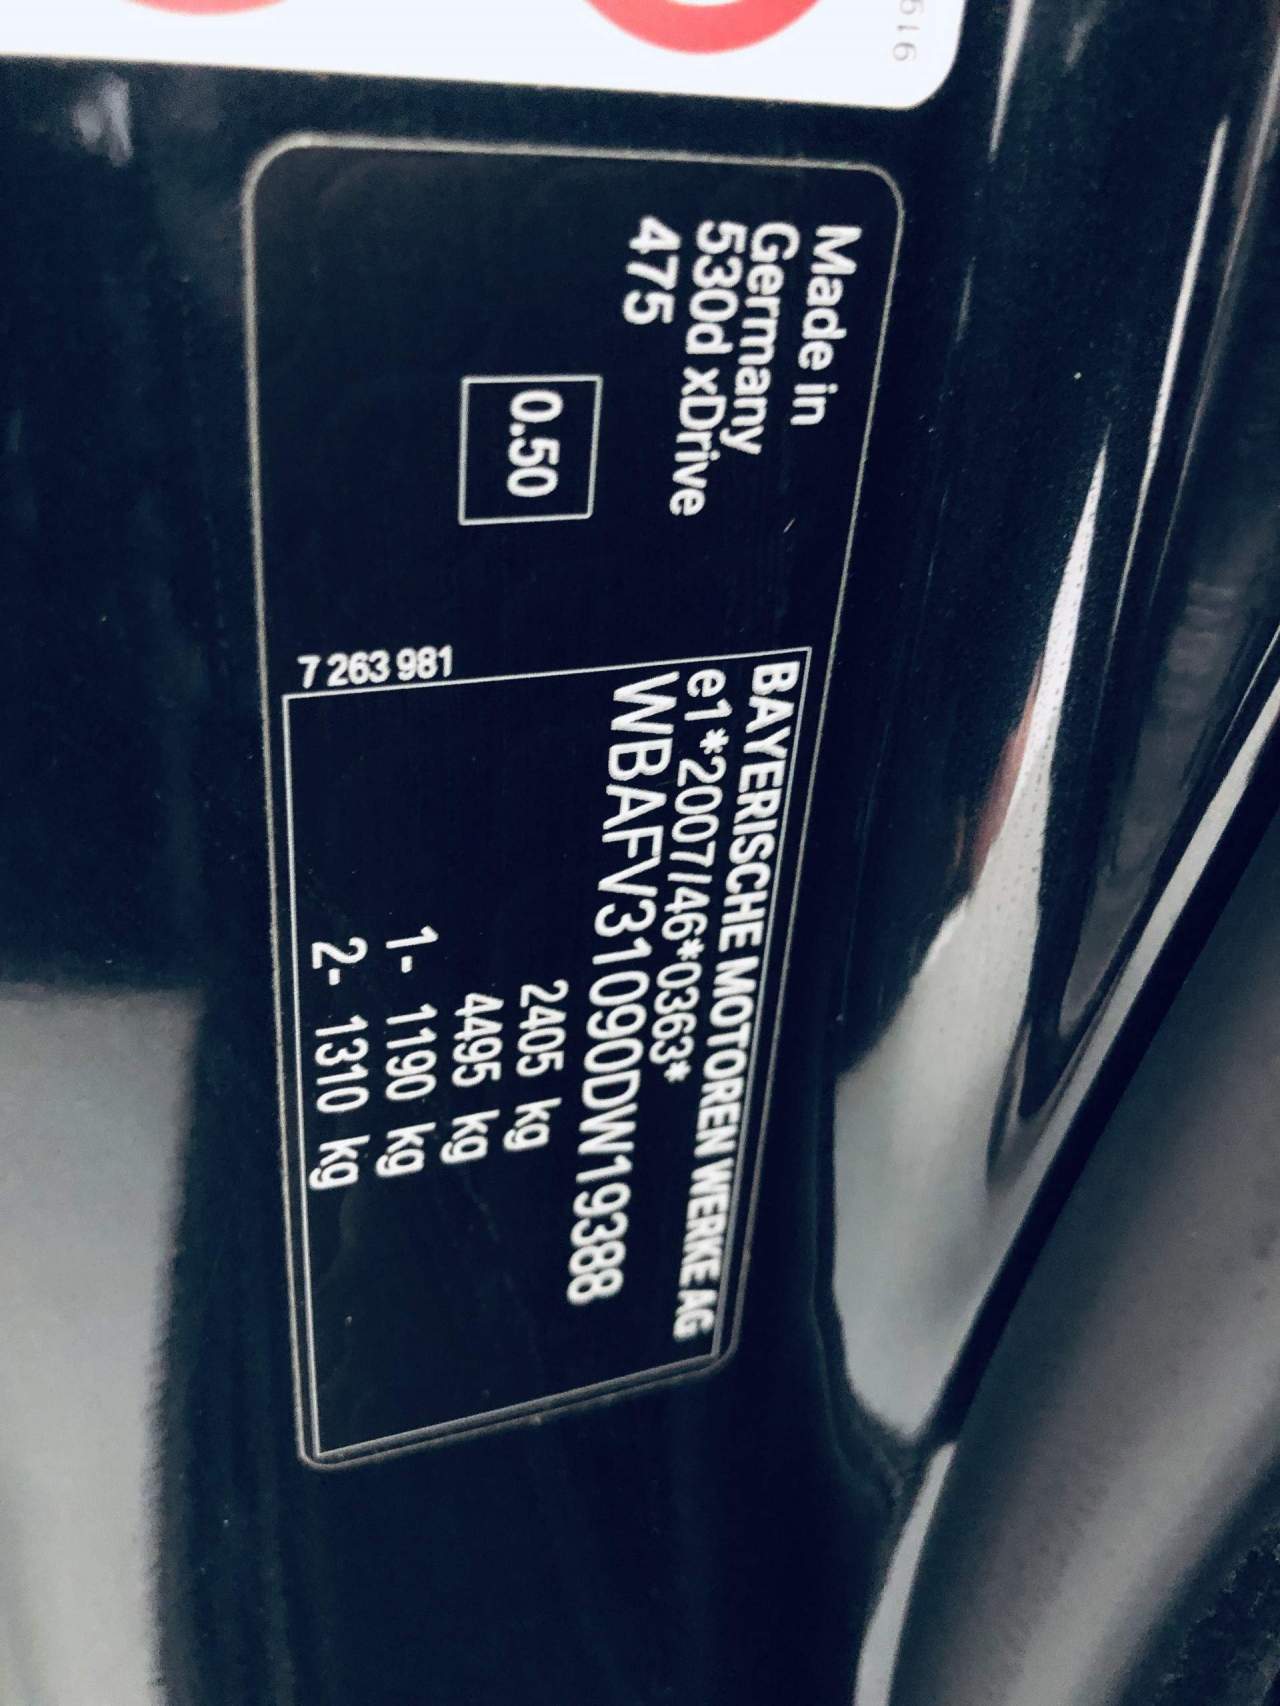 516
Made in
Germany
530d xDrive
475
0.50
7 263 981
BAYERISCHE MOTOREN WERKE AG
e1*2007/46*0363*
WBAFV31090DW19388
2405 kg
4495 kg
1- 1190 kg
2- 1310 kg